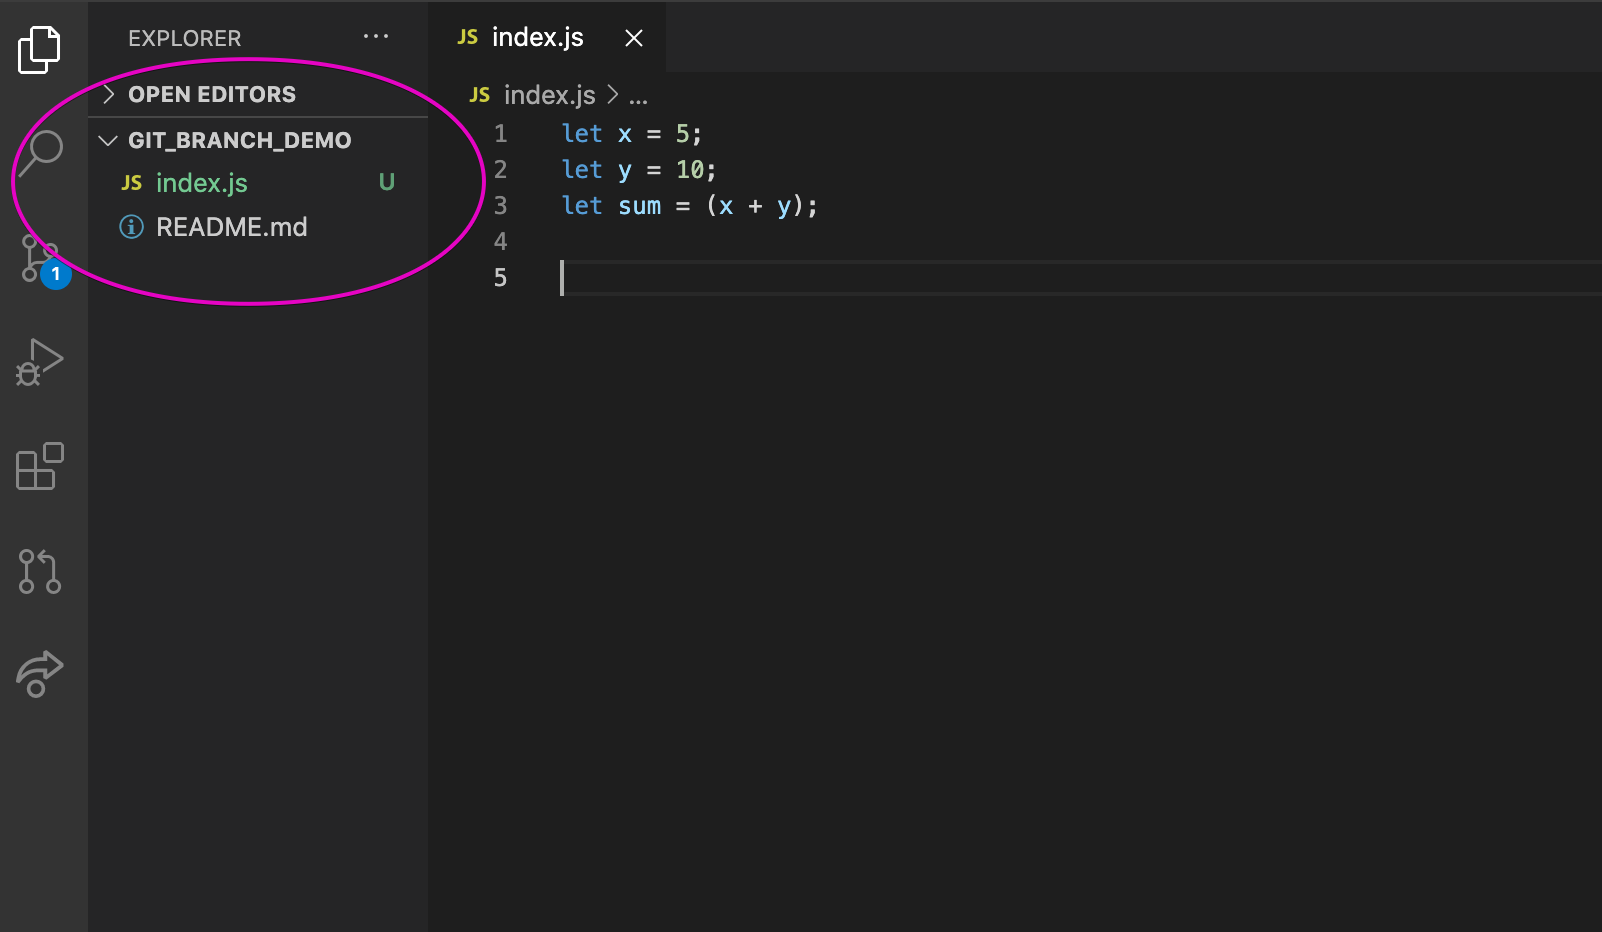 EXPLORER ...
OPEN EDITORS
GIT_BRANCH_DEMO
JS index.js U
README.md
1
JS index.js
JS index.js > ...
1 let x = 5;
2 let y = 10;
3 let sum = (x + y);
4
5